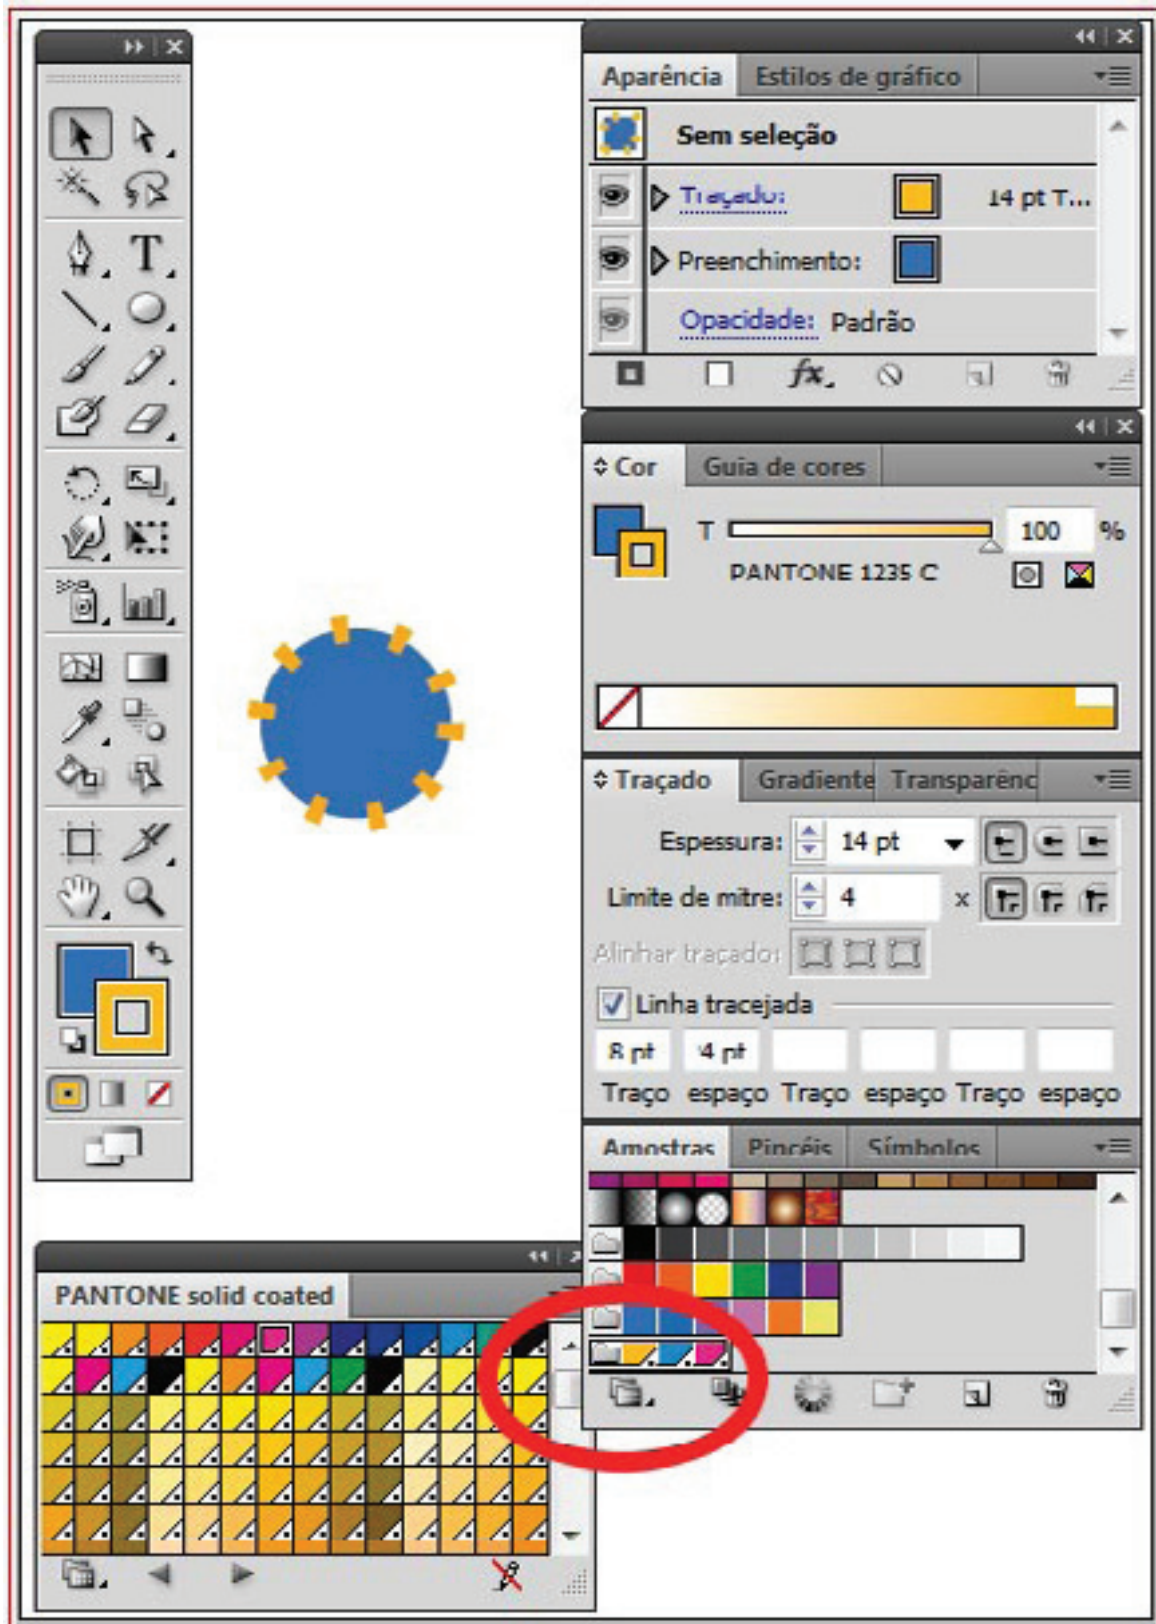 Aparência Estilos de gráfico
Sem seleção
Traçado: 14 pt T...
Preenchimento:
Opacidade: Padrão
fx
Cor Guia de cores
T 100 %
PANTONE 1235 C
Traçado Gradiente Transparênc
Espessura: 14 pt
Limite de mitre: 4 x
Alinhar traçado:
Linha tracejada
8 pt 4 pt
Traço espaço Traço espaço Traço espaço
Amostras Pincéis Símbolos
PANTONE solid coated